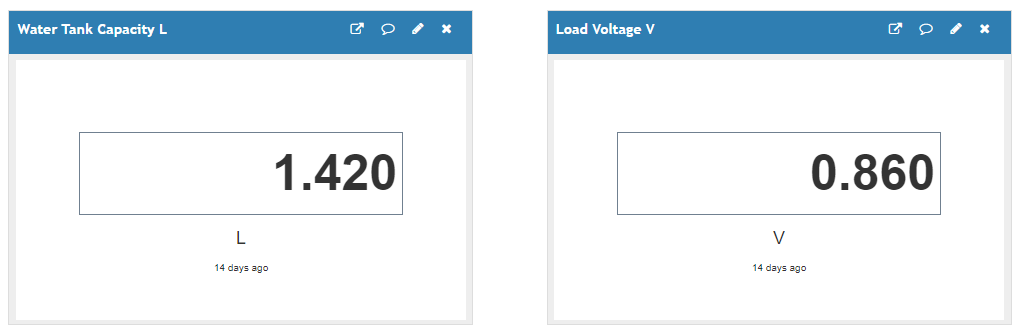 Water Tank Capacity L
1.420
L
14 days ago
Load Voltage V
0.860
V
14 days ago